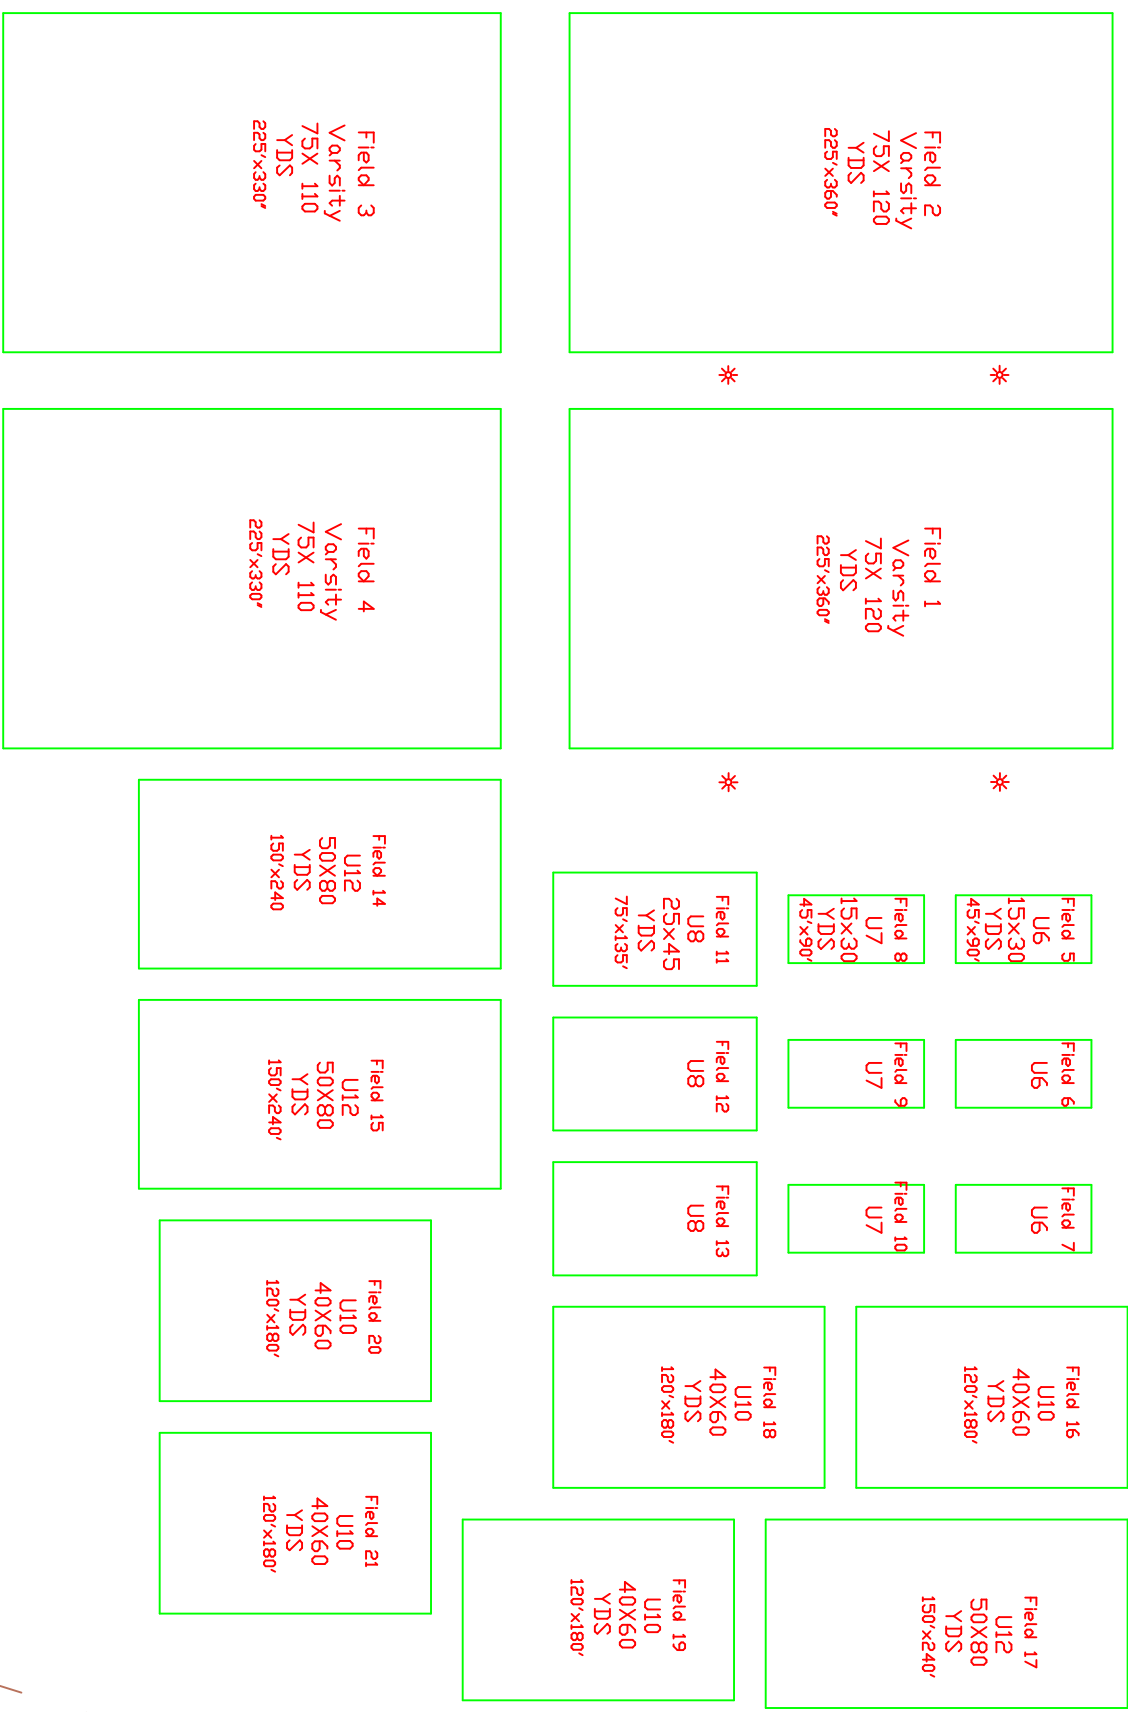 Field 2
Varsity
75X 120
YDS
225'x360"
Field 1
Varsity
75X 120
YDS
225'x360"
Field 5
U6
15x30
YDS
45'x90'
Field 6
U6
Field 7
U6
Field 16
U10
40X60
YDS
120'x180'
Field 17
U12
50X80
YDS
150'x240'
Field 8
U7
15x30
YDS
45'x90'
Field 9
U7
Field 10
U7
Field 11
U8
25x45
YDS
75'x135'
Field 12
U8
Field 13
U8
Field 18
U10
40X60
YDS
120'x180'
Field 19
U10
40X60
YDS
120'x180'
Field 3
Varsity
75X 110
YDS
225'x330"
Field 4
Varsity
75X 110
YDS
225'x330"
Field 14
U12
50X80
YDS
150'x240
Field 15
U12
50X80
YDS
150'x240'
Field 20
U10
40X60
YDS
120'x180'
Field 21
U10
40X60
YDS
120'x180'